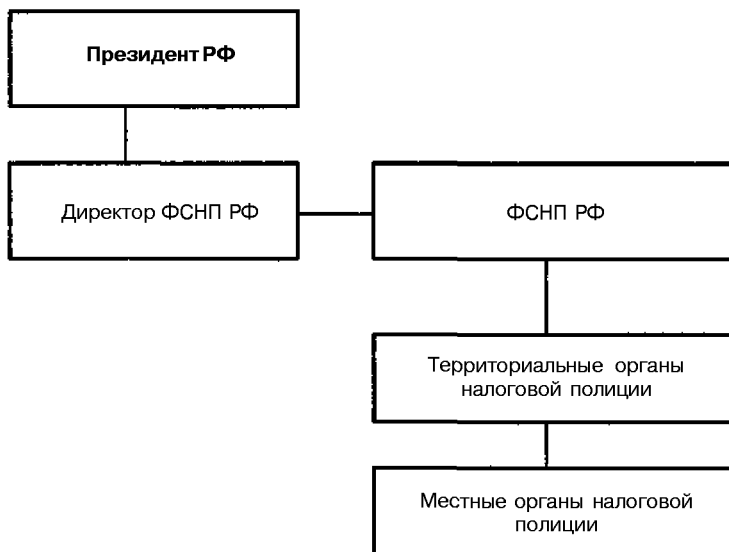 Президент РФ
Директор ФСНП РФ
ФСНП РФ
Территориальные органы
налоговой полиции
Местные органы налоговой
полиции